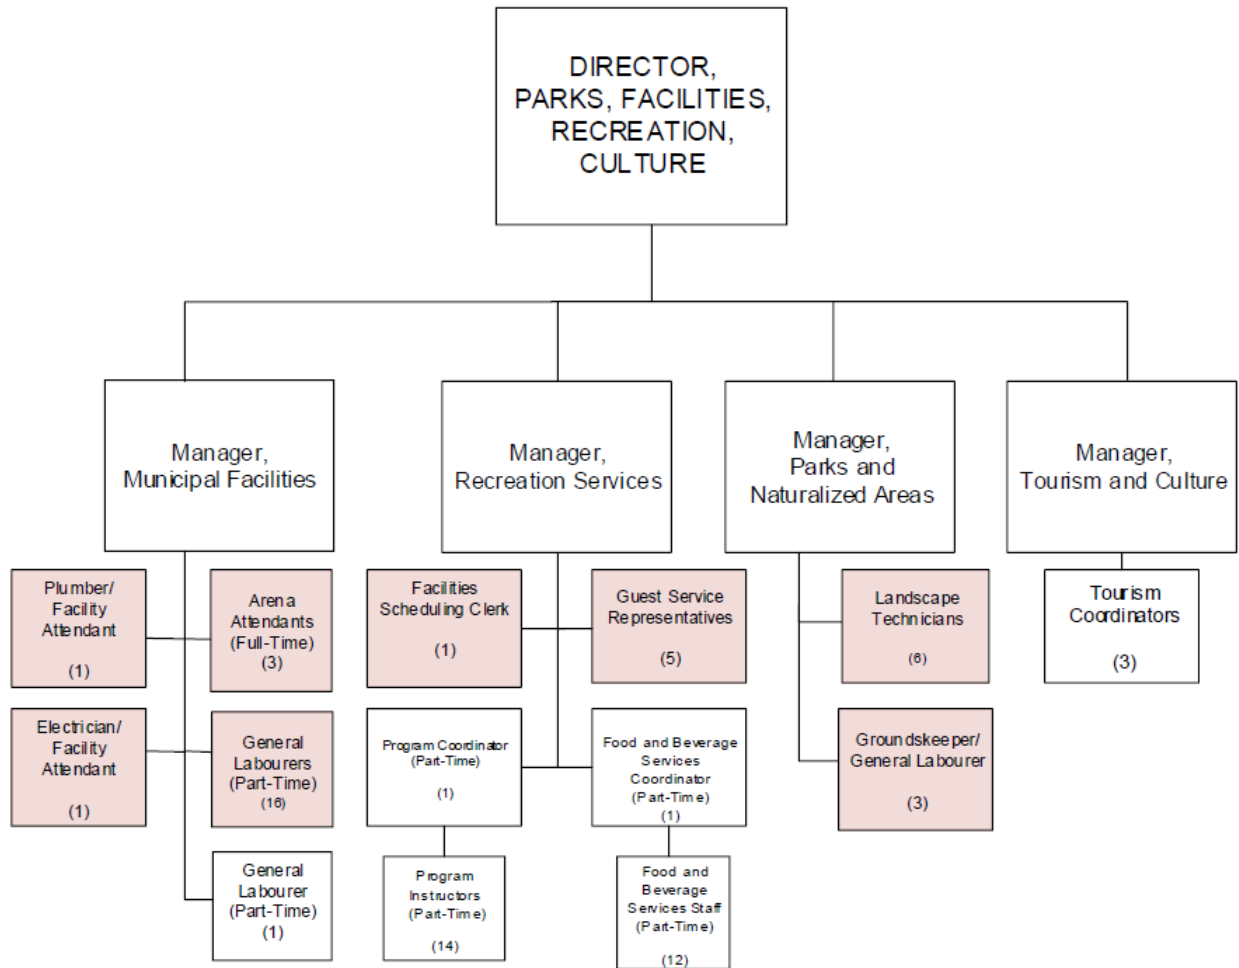 DIRECTOR,
PARKS, FACILITIES,
RECREATION,
CULTURE
Manager,
Municipal Facilities
Manager,
Recreation Services
Manager,
Parks and
Naturalized Areas
Manager,
Tourism and Culture
Plumber/
Facility
Attendant
(1)
Arena
Attendants
(Full-Time)
(3)
Facilities
Scheduling Clerk
(1)
Guest Service
Representatives
(5)
Landscape
Technicians
(6)
Tourism
Coordinators
(3)
Electrician/
Facility
Attendant
(1)
General
Labourers
(Part-Time)
(16)
Program Coordinator
(Part-Time)
(1)
Food and Beverage
Services
Coordinator
(Part-Time)
(1)
Groundskeeper/
General Labourer
(3)
General
Labourer
(Part-Time)
(1)
Program
Instructors
(Part-Time)
(14)
Food and
Beverage
Services Staff
(Part-Time)
(12)